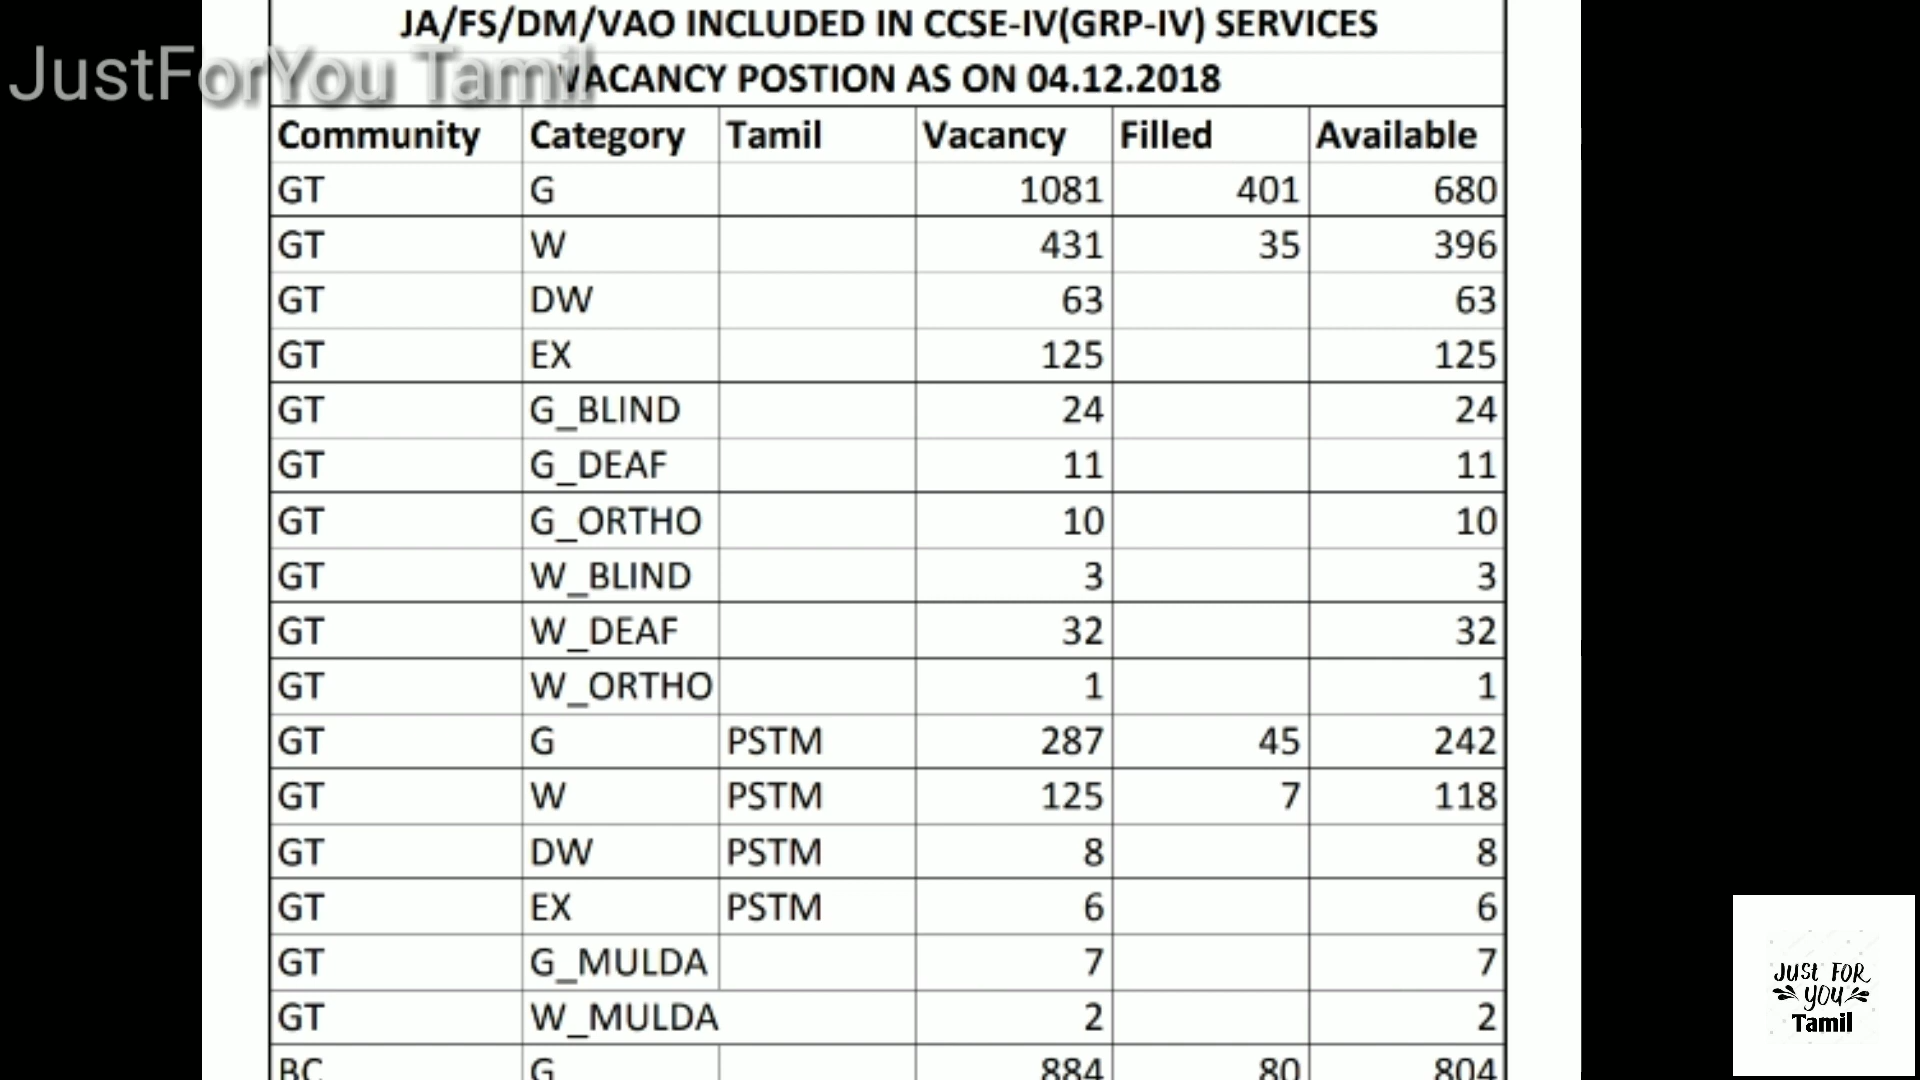 JA/FS/DM/VAO INCLUDED IN CCSE-IV(GRP-IV) SERVICES
JustForYou Tamil
VACANCY POSTION AS ON 04.12.2018
Community Category Tamil Vacancy Filled Available
GT G 1081 401 680
GT W 431 35 396
GT DW 63 63
GT EX 125 125
GT G_BLIND 24 24
GT G_DEAF 11 11
GT G_ORTHO 10 10
GT W_BLIND 3 3
GT W_DEAF 32 32
GT W_ORTHO 1 1
GT G PSTM 287 45 242
GT W PSTM 125 7 118
GT DW PSTM 8 8
GT EX PSTM 6 6
GT G_MULDA 7 7
GT W_MULDA 2 2
BC G 884 80 804
JUST FOR
YOU
Tamil